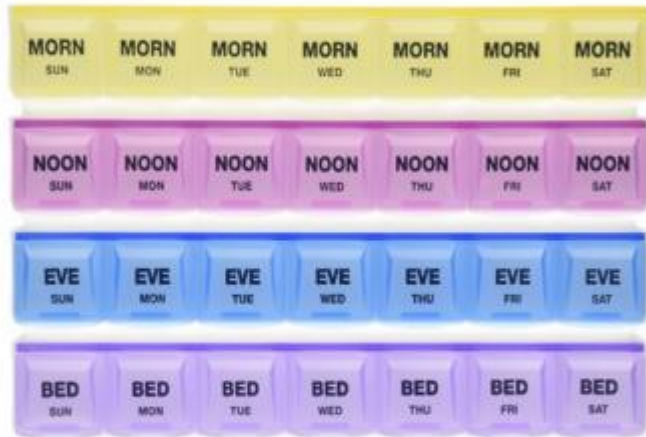 MORN MORN MORN MORN MORN MORN MORN
SUN MON TUE WED THU FRI SAT
NOON NOON NOON NOON NOON NOON NOON
SUN MON TUE WED THU FRI SAT
EVE EVE EVE EVE EVE EVE EVE
SUN MON TUE WED THU FRI SAT
BED BED BED BED BED BED BED
SUN MON TUE WED THU FRI SAT